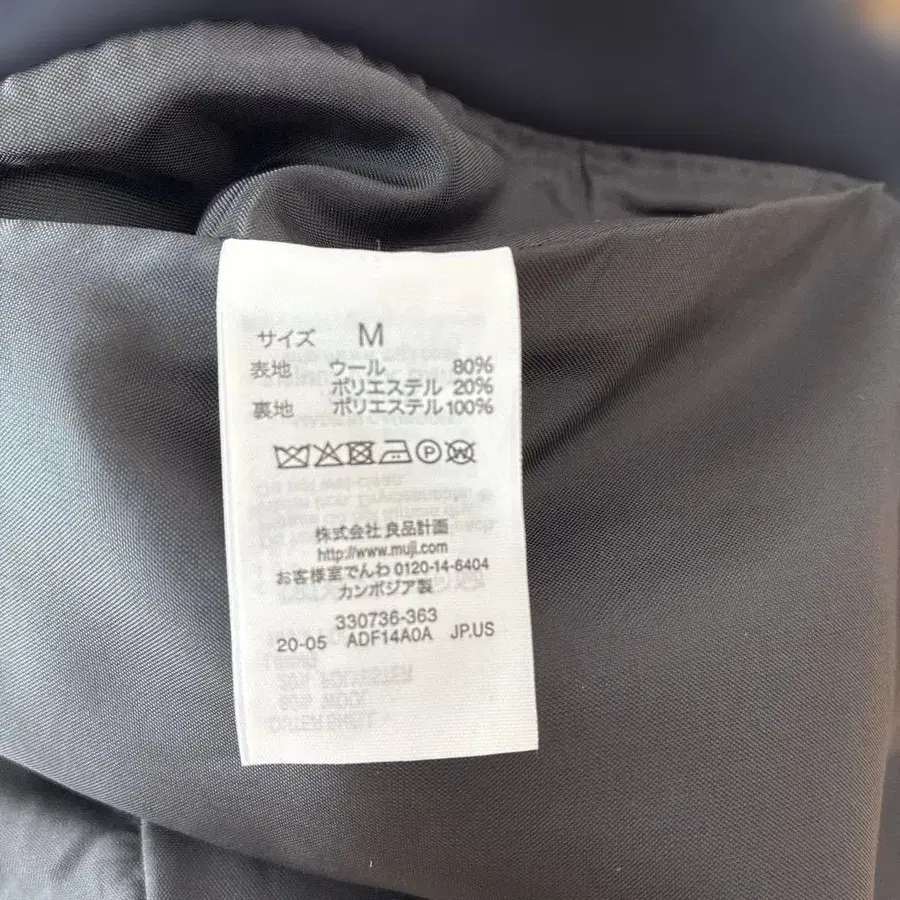 サイズ M
表地 ウール 80%
ポリエステル 20%
裏地 ポリエステル 100%
P W
株式会社 良品計画
http://www.muji.com
お客様室でんわ 0120-14-6404
カンボジア製
330736-363
20-05 ADF14A0A JP.US